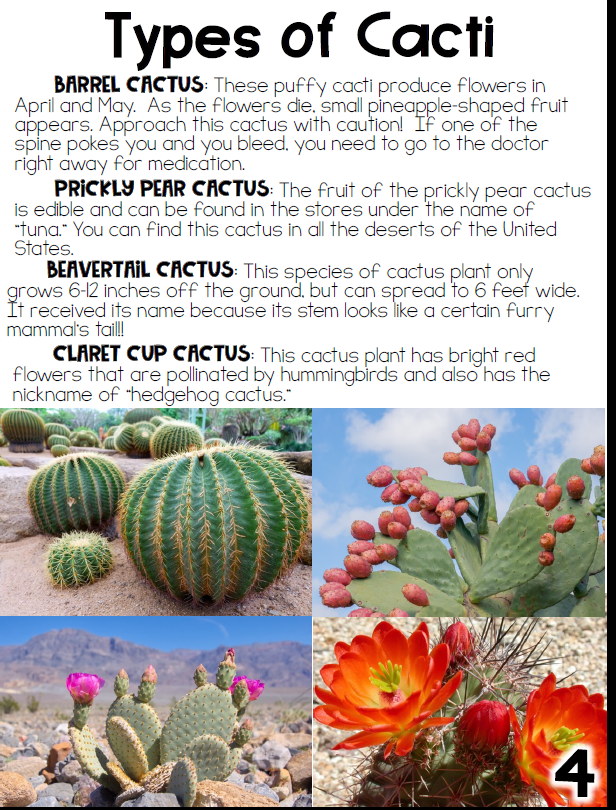 Types of Cacti
BARREL CACTUS: These puffy cacti produce flowers in
April and May. As the flowers die, small pineapple-shaped fruit
appears. Approach this cactus with caution! If one of the
spine pokes you and you bleed, you need to go to the doctor
right away for medication.
PRICKLY PEAR CACTUS: The fruit of the prickly pear cactus
is edible and can be found in the stores under the name of
"tuna." You can find this cactus in all the deserts of the United
States.
BEAVERTAIL CACTUS: This species of cactus plant only
grows 6-12 inches off the ground, but can spread to 6 feet wide.
It received its name because its stem looks like a certain furry
mammal's tail!!
CLARET CUP CACTUS: This cactus plant has bright red
flowers that are pollinated by hummingbirds and also has the
nickname of "hedgehog cactus."
4